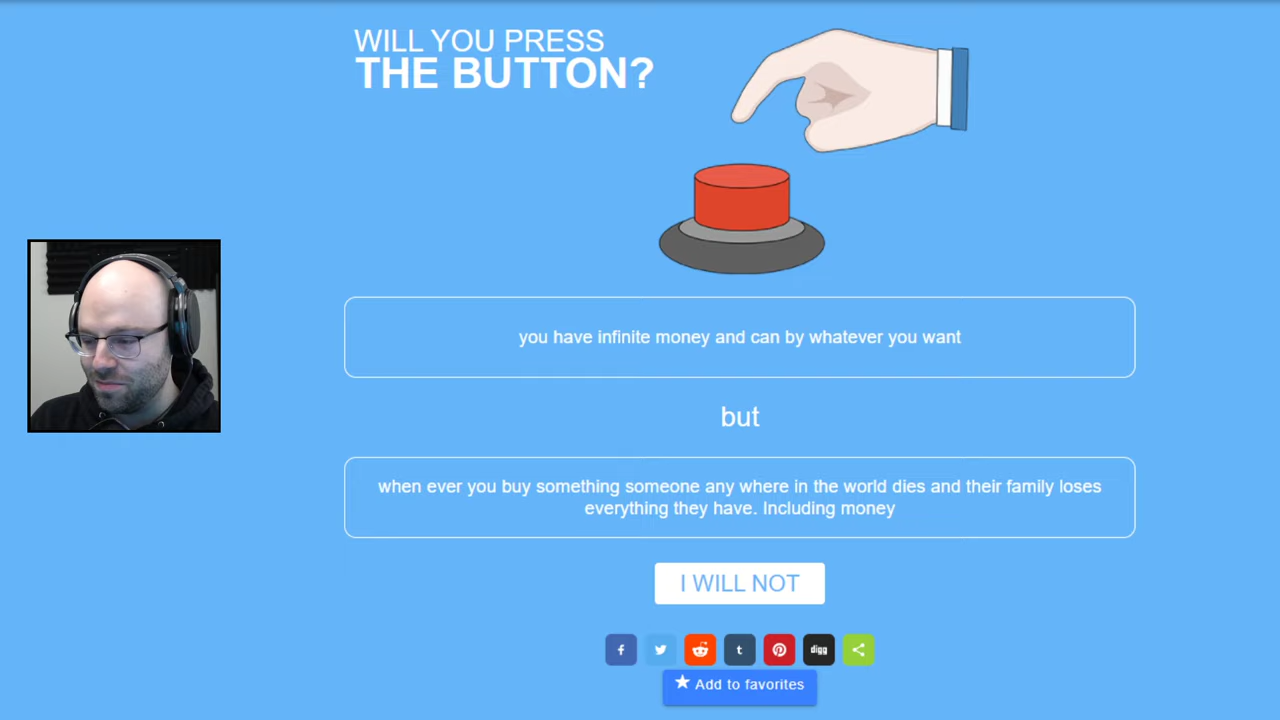 WILL YOU PRESS
THE BUTTON?
you have infinite money and can by whatever you want
but
when ever you buy something someone any where in the world dies and their family loses
everything they have. Including money
I WILL NOT
f
t
digg
Add to favorites